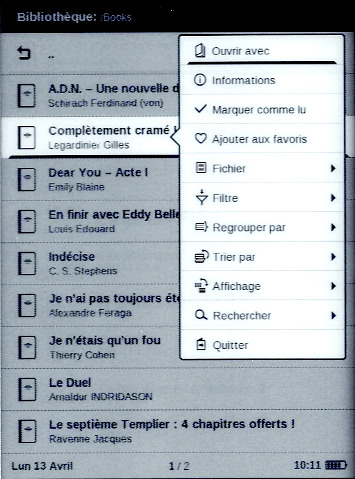 Bibliothèque: /Books
..
A.D.N. – Une nouvelle d
Schirach Ferdinand (von)
Complètement cramé !
Legardinier Gilles
Dear You – Acte I
Emily Blaine
En finir avec Eddy Belle
Louis Edouard
Indécise
C. S. Stephens
Je n'ai pas toujours été
Alexandre Feraga
Je n'étais qu'un fou
Thierry Cohen
Le Duel
Arnaldur INDRIDASON
Le septième Templier : 4 chapitres offerts !
Ravenne Jacques
Ouvrir avec
Informations
Marquer comme lu
Ajouter aux favoris
Fichier
Filtre
Regrouper par
Trier par
Affichage
Rechercher
Quitter
Lun 13 Avril 1 / 2 10:11